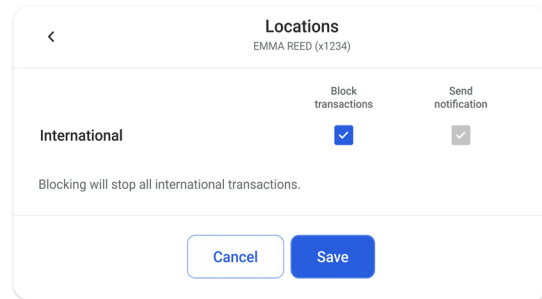 Locations
EMMA REED (x1234)
Block
transactions
Send
notification
International
Blocking will stop all international transactions.
Cancel
Save